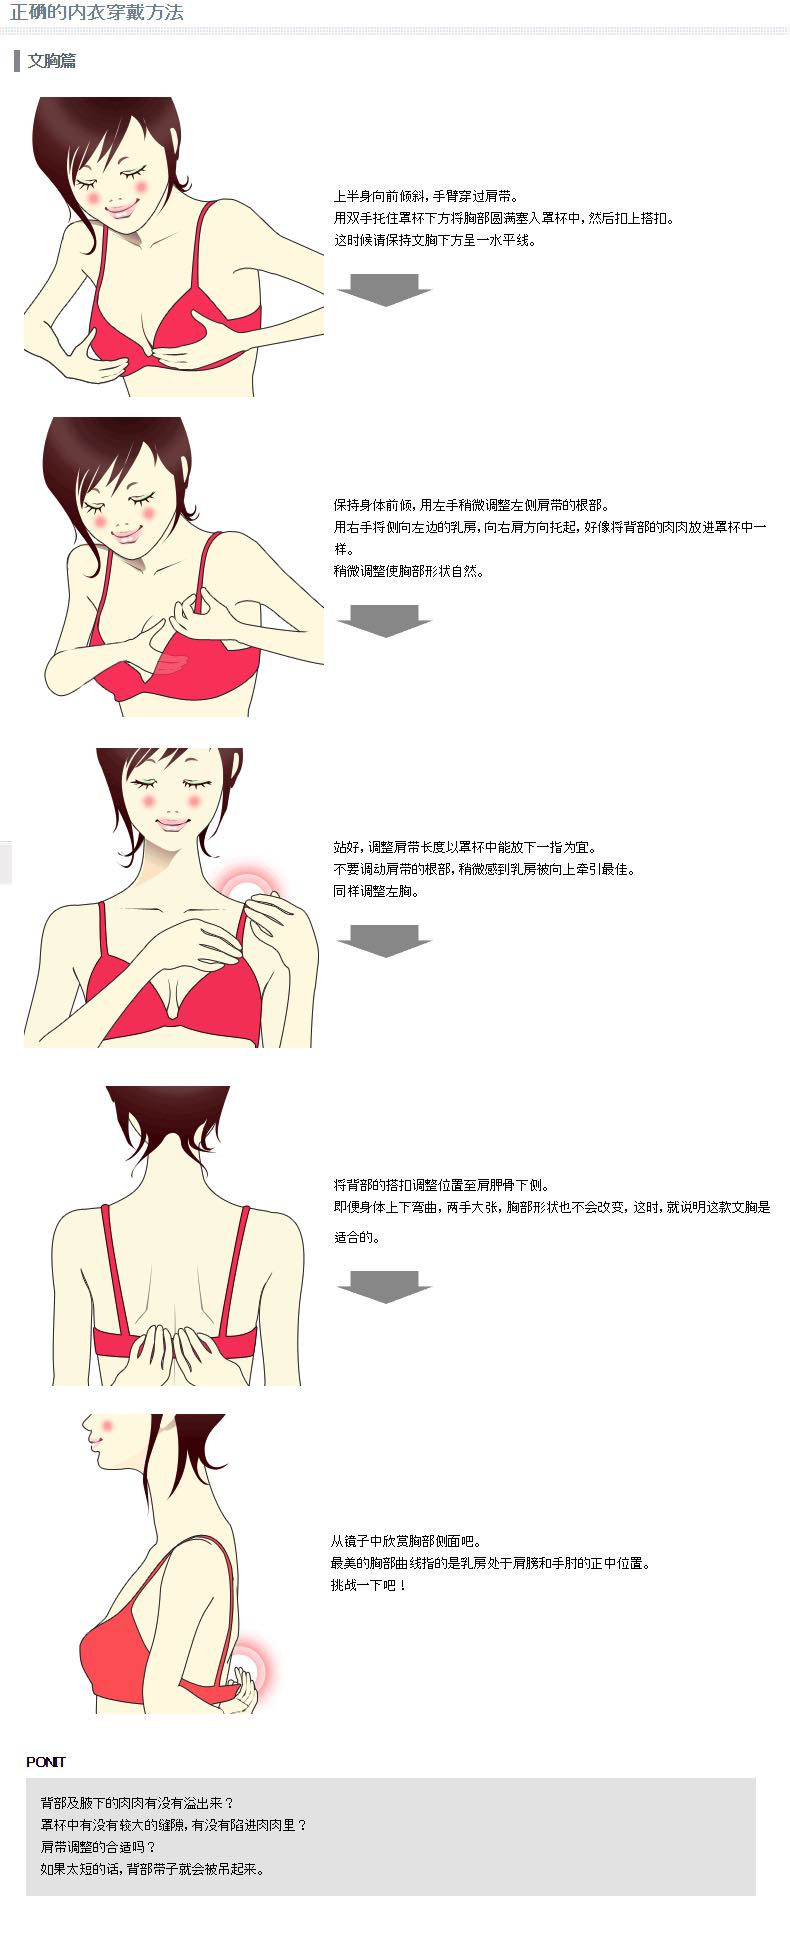 正确的内衣穿戴方法
文胸篇
上半身向前倾斜,手臂穿过肩带。
用双手托住罩杯下方将胸部圆满塞入罩杯中,然后扣上搭扣。
这时候请保持文胸下方呈一水平线。
保持身体前倾,用左手稍微调整左侧肩带的根部。
用右手将侧向左边的乳房,向右肩方向托起,好像将背部的肉肉放进罩杯中一
样。
稍微调整使胸部形状自然。
站好,调整肩带长度以罩杯中能放下一指为宜。
不要调动肩带的根部,稍微感到乳房被向上牵引最佳。
同样调整左胸。
将背部的搭扣调整位置至肩胛骨下侧。
即便身体上下弯曲,两手大张,胸部形状也不会改变,这时,就说明这款文胸是
适合的。
从镜子中欣赏胸部侧面吧。
最美的胸部曲线指的是乳房处于肩膀和手肘的正中位置。
挑战一下吧！
PONIT
背部及腋下的肉肉有没有溢出来？
罩杯中有没有较大的缝隙,有没有陷进肉肉里？
肩带调整的合适吗？
如果太短的话,背部带子就会被吊起来。